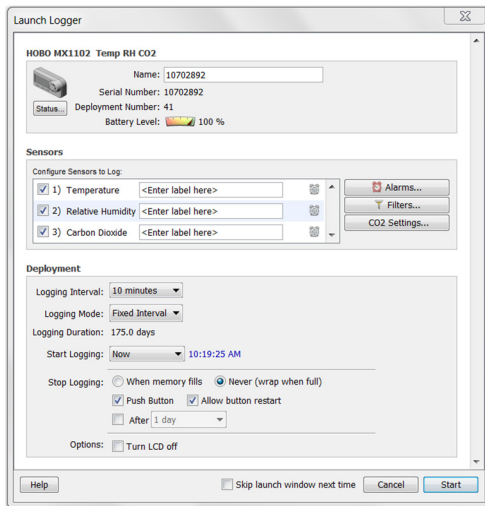 Launch Logger
HOBO MX1102 Temp RH CO2
Name: 10702892
Serial Number: 10702892
Status...
Deployment Number: 41
Battery Level: 100 %
Sensors
Configure Sensors to Log:
1) Temperature <Enter label here>
Alarms...
2) Relative Humidity <Enter label here>
Filters...
3) Carbon Dioxide <Enter label here>
CO2 Settings...
Deployment
Logging Interval: 10 minutes
Logging Mode: Fixed Interval
Logging Duration: 175.0 days
Start Logging: Now 10:19:25 AM
Stop Logging: When memory fills Never (wrap when full)
Push Button Allow button restart
After 1 day
Options: Turn LCD off
Help Skip launch window next time Cancel Start